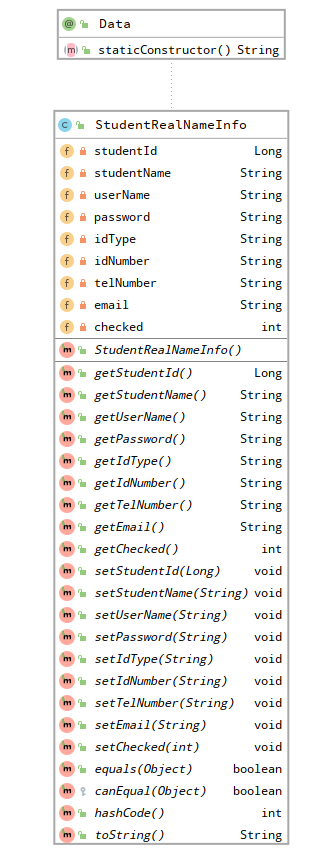 @ Data
m staticConstructor() String
C StudentRealNameInfo
f studentId Long
f studentName String
f userName String
f password String
f idType String
f idNumber String
f telNumber String
f email String
f checked int
m StudentRealNameInfo()
m getStudentId() Long
m getStudentName() String
m getUserName() String
m getPassword() String
m getIdType() String
m getIdNumber() String
m getTelNumber() String
m getEmail() String
m getChecked() int
m setStudentId(Long) void
m setStudentName(String) void
m setUserName(String) void
m setPassword(String) void
m setIdType(String) void
m setIdNumber(String) void
m setTelNumber(String) void
m setEmail(String) void
m setChecked(int) void
m equals(Object) boolean
m canEqual(Object) boolean
m hashCode() int
m toString() String